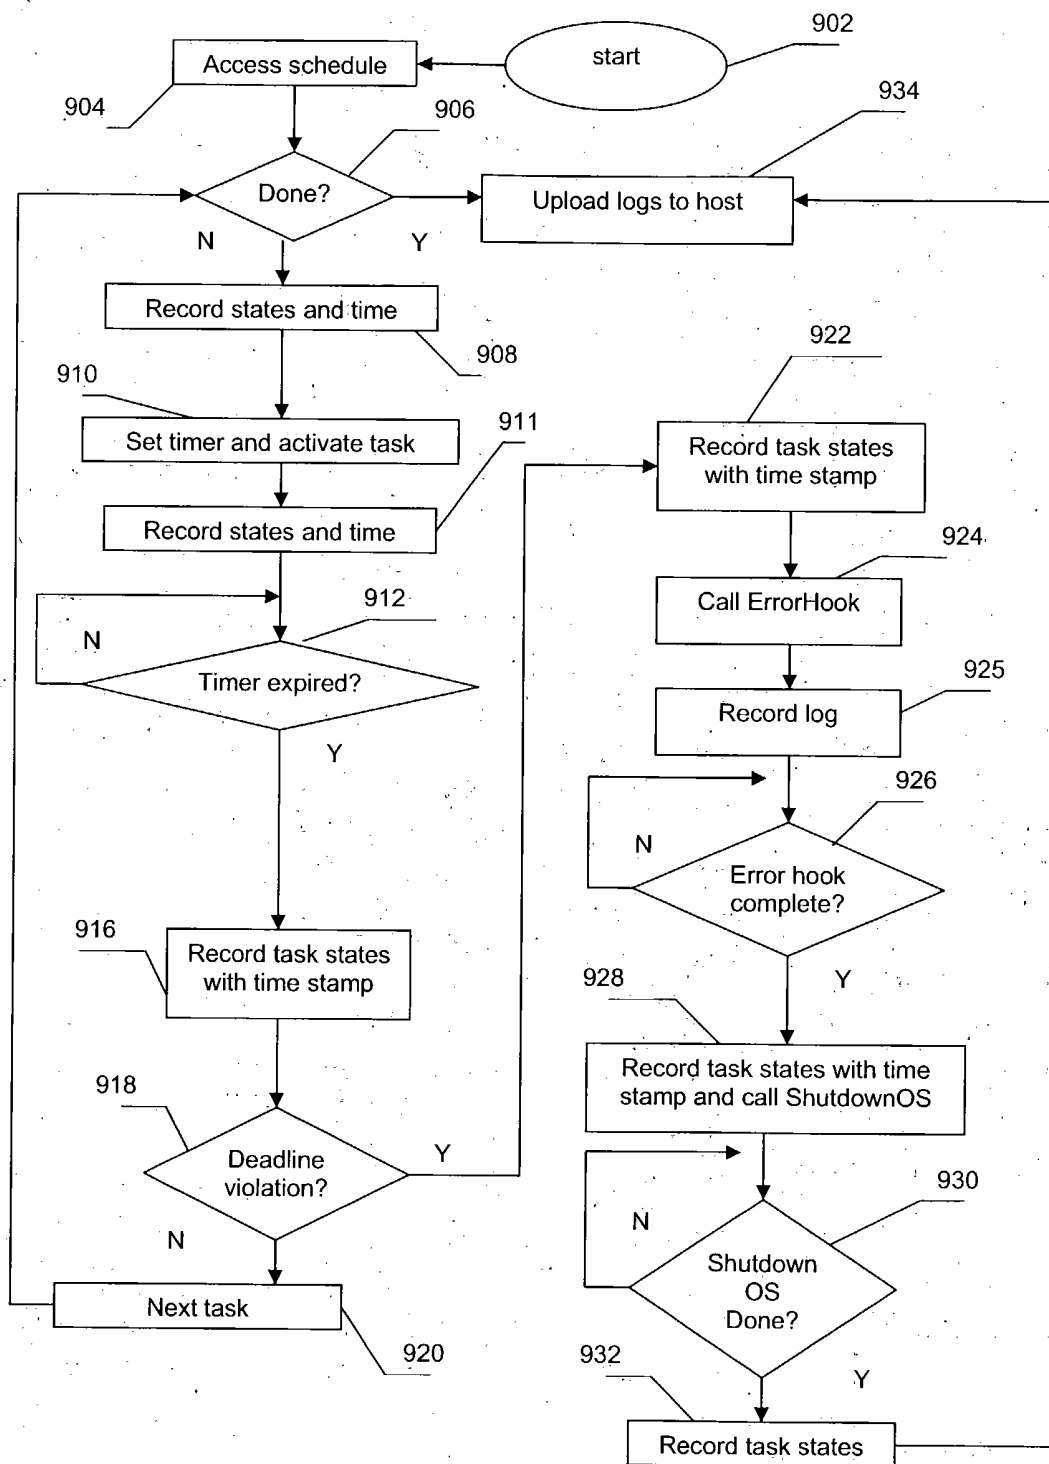 902
start
Access schedule
904
906
934
Done?
Upload logs to host
N
Y
Record states and time
908
922
910
911
Set timer and activate task
Record task states
with time stamp
Record states and time
924
912
Call ErrorHook
N
Timer expired?
925
Record log
Y
926
N
Error hook
complete?
916
Record task states
with time stamp
928
Y
Record task states with time
stamp and call ShutdownOS
918
Deadline
violation?
Y
930
N
N
Shutdown
OS
Done?
Next task
920
932
Y
Record task states